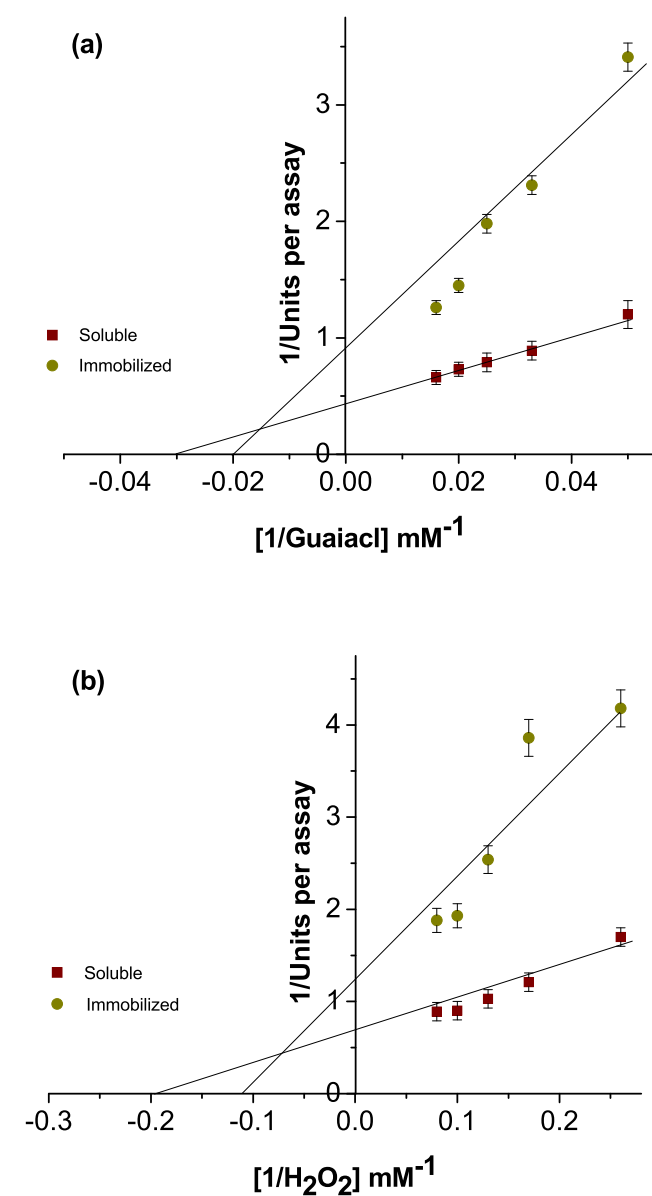 (a)
1/Units per assay
3
2
1
0
Soluble
Immobilized
-0.04 -0.02 0.00 0.02 0.04
[1/Guaiacl] mM-1
(b)
1/Units per assay
4
3
2
1
0
Soluble
Immobilized
-0.3 -0.2 -0.1 0.0 0.1 0.2
[1/H2O2] mM-1